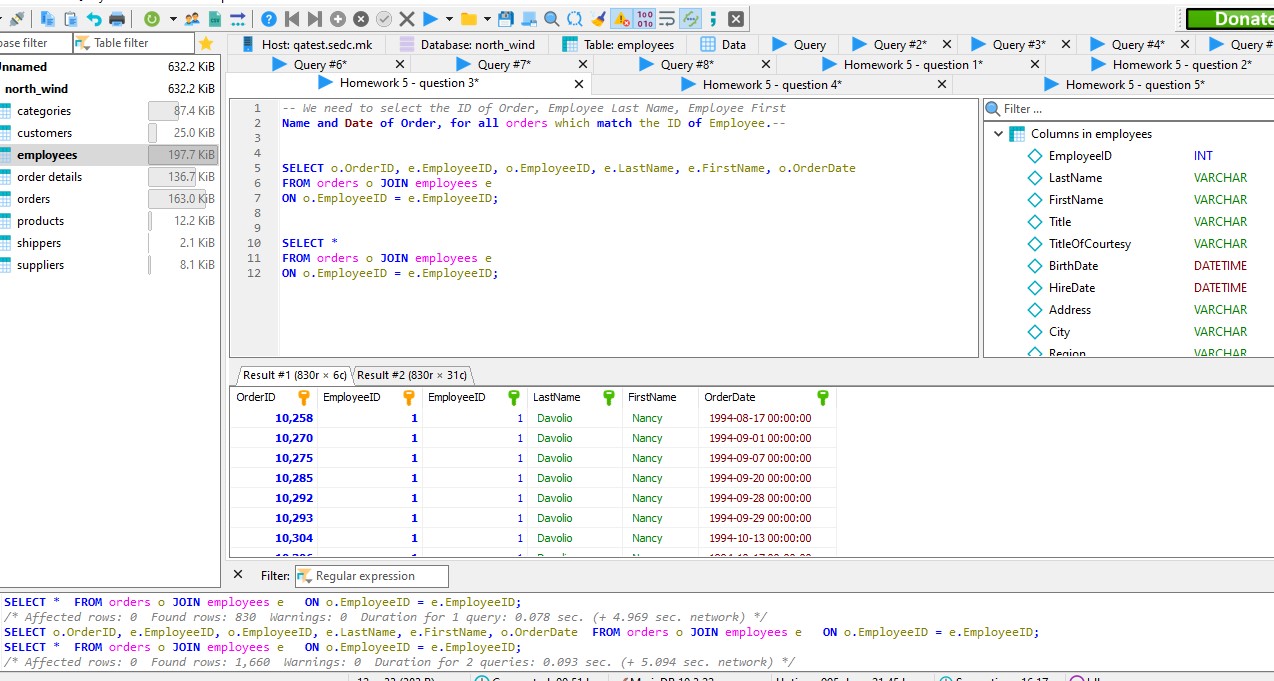 Donate
base filter
Table filter
Host: qatest.sedc.mk
Database: north_wind
Table: employees
Data
Query
Query #2*
Query #3*
Query #4*
Query #
Query #6*
Query #7*
Query #8*
Homework 5 - question 1*
Homework 5 - question 2*
Homework 5 - question 3*
Homework 5 - question 4*
Homework 5 - question 5*
Unnamed 632.2 KiB
north_wind 632.2 KiB
categories 87.4 KiB
customers 25.0 KiB
employees 197.7 KiB
order details 136.7 KiB
orders 163.0 KiB
products 12.2 KiB
shippers 2.1 KiB
suppliers 8.1 KiB
1 -- We need to select the ID of Order, Employee Last Name, Employee First
2 Name and Date of Order, for all orders which match the ID of Employee.--
3
4
5 SELECT o.OrderID, e.EmployeeID, o.EmployeeID, e.LastName, e.FirstName, o.OrderDate
6 FROM orders o JOIN employees e
7 ON o.EmployeeID = e.EmployeeID;
8
9
10 SELECT *
11 FROM orders o JOIN employees e
12 ON o.EmployeeID = e.EmployeeID;
Filter ...
Columns in employees
EmployeeID INT
LastName VARCHAR
FirstName VARCHAR
Title VARCHAR
TitleOfCourtesy VARCHAR
BirthDate DATETIME
HireDate DATETIME
Address VARCHAR
City VARCHAR
Region VARCHAR
Result #1 (830r × 6c)
Result #2 (830r × 31c)
OrderID EmployeeID EmployeeID LastName FirstName OrderDate
10,258 1 1 Davolio Nancy 1994-08-17 00:00:00
10,270 1 1 Davolio Nancy 1994-09-01 00:00:00
10,275 1 1 Davolio Nancy 1994-09-07 00:00:00
10,285 1 1 Davolio Nancy 1994-09-20 00:00:00
10,292 1 1 Davolio Nancy 1994-09-28 00:00:00
10,293 1 1 Davolio Nancy 1994-09-29 00:00:00
10,304 1 1 Davolio Nancy 1994-10-13 00:00:00
Filter: Regular expression
SELECT *  FROM orders o JOIN employees e   ON o.EmployeeID = e.EmployeeID;
/* Affected rows: 0  Found rows: 830  Warnings: 0  Duration for 1 query: 0.078 sec. (+ 4.969 sec. network) */
SELECT o.OrderID, e.EmployeeID, o.EmployeeID, e.LastName, e.FirstName, o.OrderDate  FROM orders o JOIN employees e   ON o.EmployeeID = e.EmployeeID;
SELECT *  FROM orders o JOIN employees e   ON o.EmployeeID = e.EmployeeID;
/* Affected rows: 0  Found rows: 1,660  Warnings: 0  Duration for 2 queries: 0.093 sec. (+ 5.094 sec. network) */